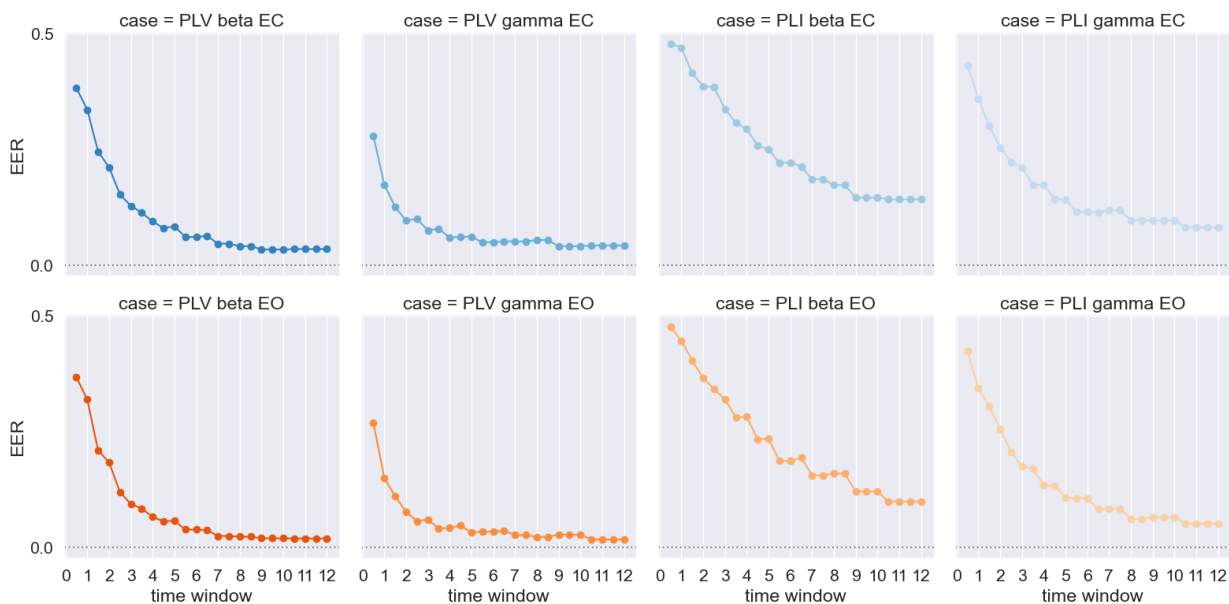 case = PLV beta EC
case = PLV gamma EC
case = PLI beta EC
case = PLI gamma EC
0.5
EER
0.0
case = PLV beta EO
case = PLV gamma EO
case = PLI beta EO
case = PLI gamma EO
0.5
EER
0.0
0 1 2 3 4 5 6 7 8 9 10 11 12
0 1 2 3 4 5 6 7 8 9 10 11 12
0 1 2 3 4 5 6 7 8 9 10 11 12
0 1 2 3 4 5 6 7 8 9 10 11 12
time window
time window
time window
time window